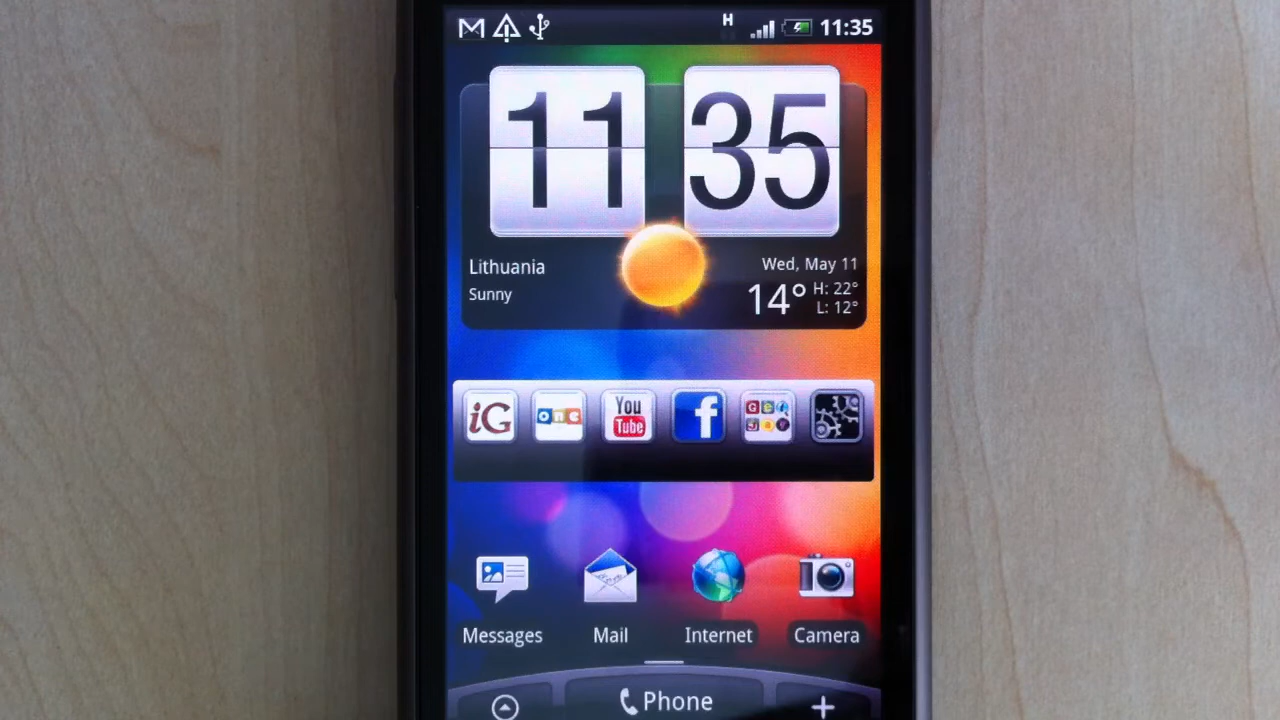 H 11:35
11 35
Lithuania
Sunny
Wed, May 11
14° H: 22°
L: 12°
iG onc You Tube f
Messages Mail Internet Camera
Phone